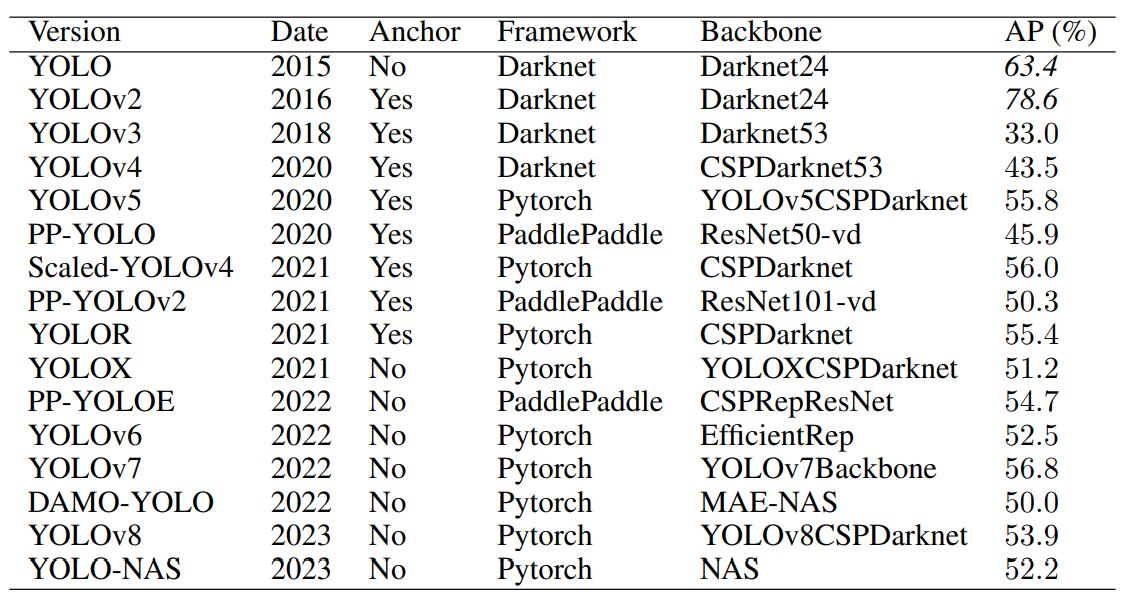 Version Date Anchor Framework Backbone AP (%)
YOLO 2015 No Darknet Darknet24 63.4
YOLOv2 2016 Yes Darknet Darknet24 78.6
YOLOv3 2018 Yes Darknet Darknet53 33.0
YOLOv4 2020 Yes Darknet CSPDarknet53 43.5
YOLOv5 2020 Yes Pytorch YOLOv5CSPDarknet 55.8
PP-YOLO 2020 Yes PaddlePaddle ResNet50-vd 45.9
Scaled-YOLOv4 2021 Yes Pytorch CSPDarknet 56.0
PP-YOLOv2 2021 Yes PaddlePaddle ResNet101-vd 50.3
YOLOR 2021 Yes Pytorch CSPDarknet 55.4
YOLOX 2021 No Pytorch YOLOXCSPDarknet 51.2
PP-YOLOE 2022 No PaddlePaddle CSPRepResNet 54.7
YOLOv6 2022 No Pytorch EfficientRep 52.5
YOLOv7 2022 No Pytorch YOLOv7Backbone 56.8
DAMO-YOLO 2022 No Pytorch MAE-NAS 50.0
YOLOv8 2023 No Pytorch YOLOv8CSPDarknet 53.9
YOLO-NAS 2023 No Pytorch NAS 52.2